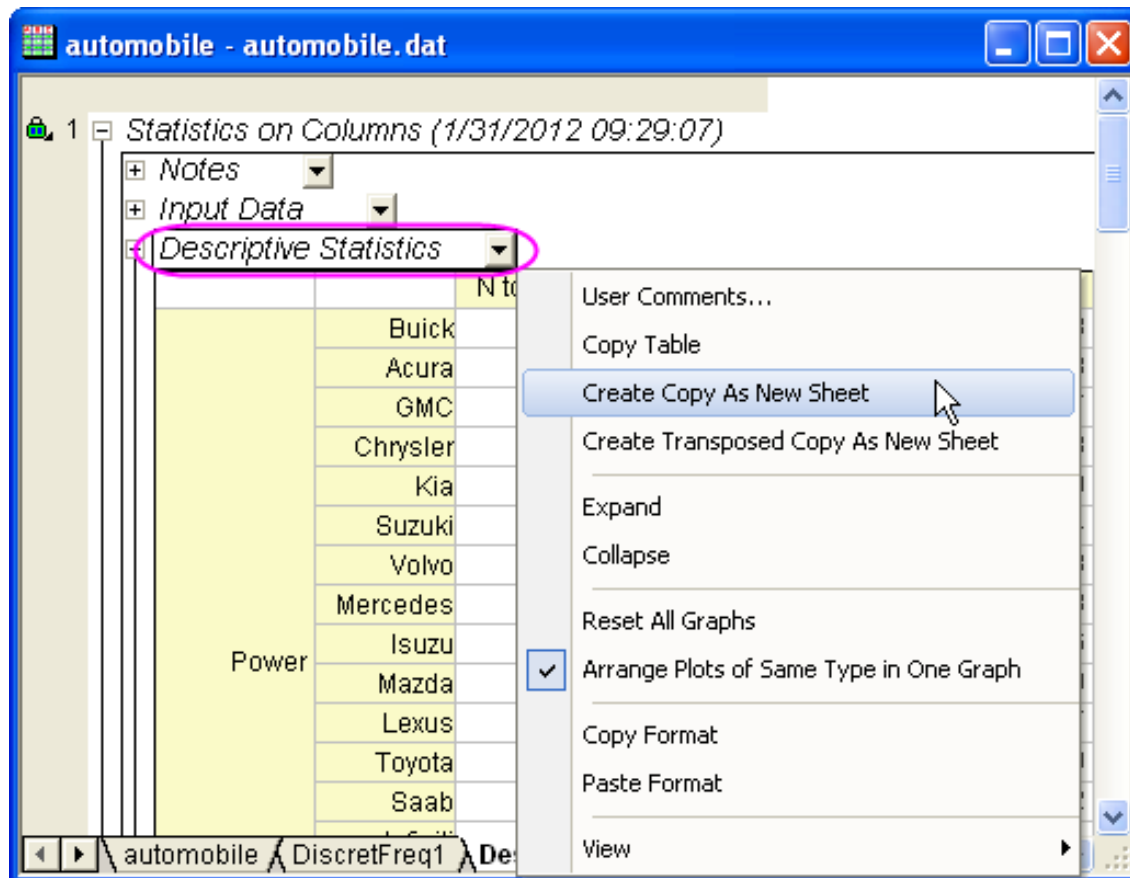 automobile - automobile.dat
1 Statistics on Columns (1/31/2012 09:29:07)
Notes
Input Data
Descriptive Statistics
Power
Buick
Acura
GMC
Chrysler
Kia
Suzuki
Volvo
Mercedes
Isuzu
Mazda
Lexus
Toyota
Saab
User Comments...
Copy Table
Create Copy As New Sheet
Create Transposed Copy As New Sheet
Expand
Collapse
Reset All Graphs
Arrange Plots of Same Type in One Graph
Copy Format
Paste Format
View
automobile DiscretFreq1